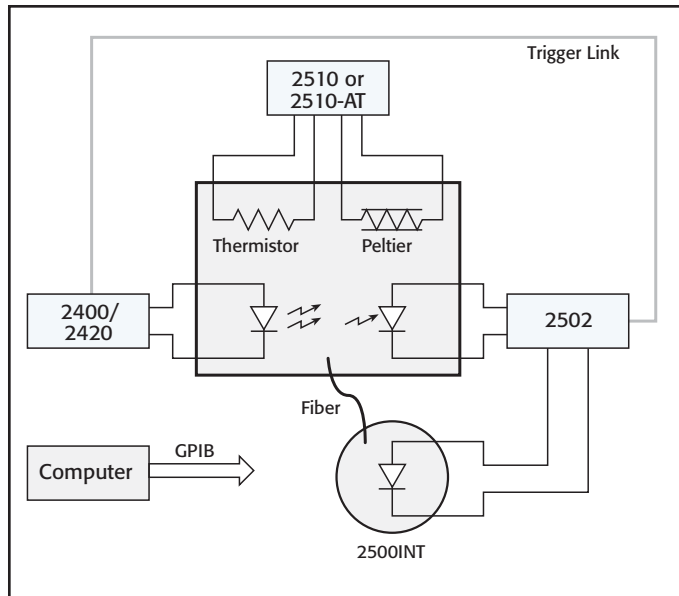 Trigger Link
2510 or
2510-AT
Thermistor
Peltier
2400/
2420
2502
Fiber
GPIB
Computer
2500INT